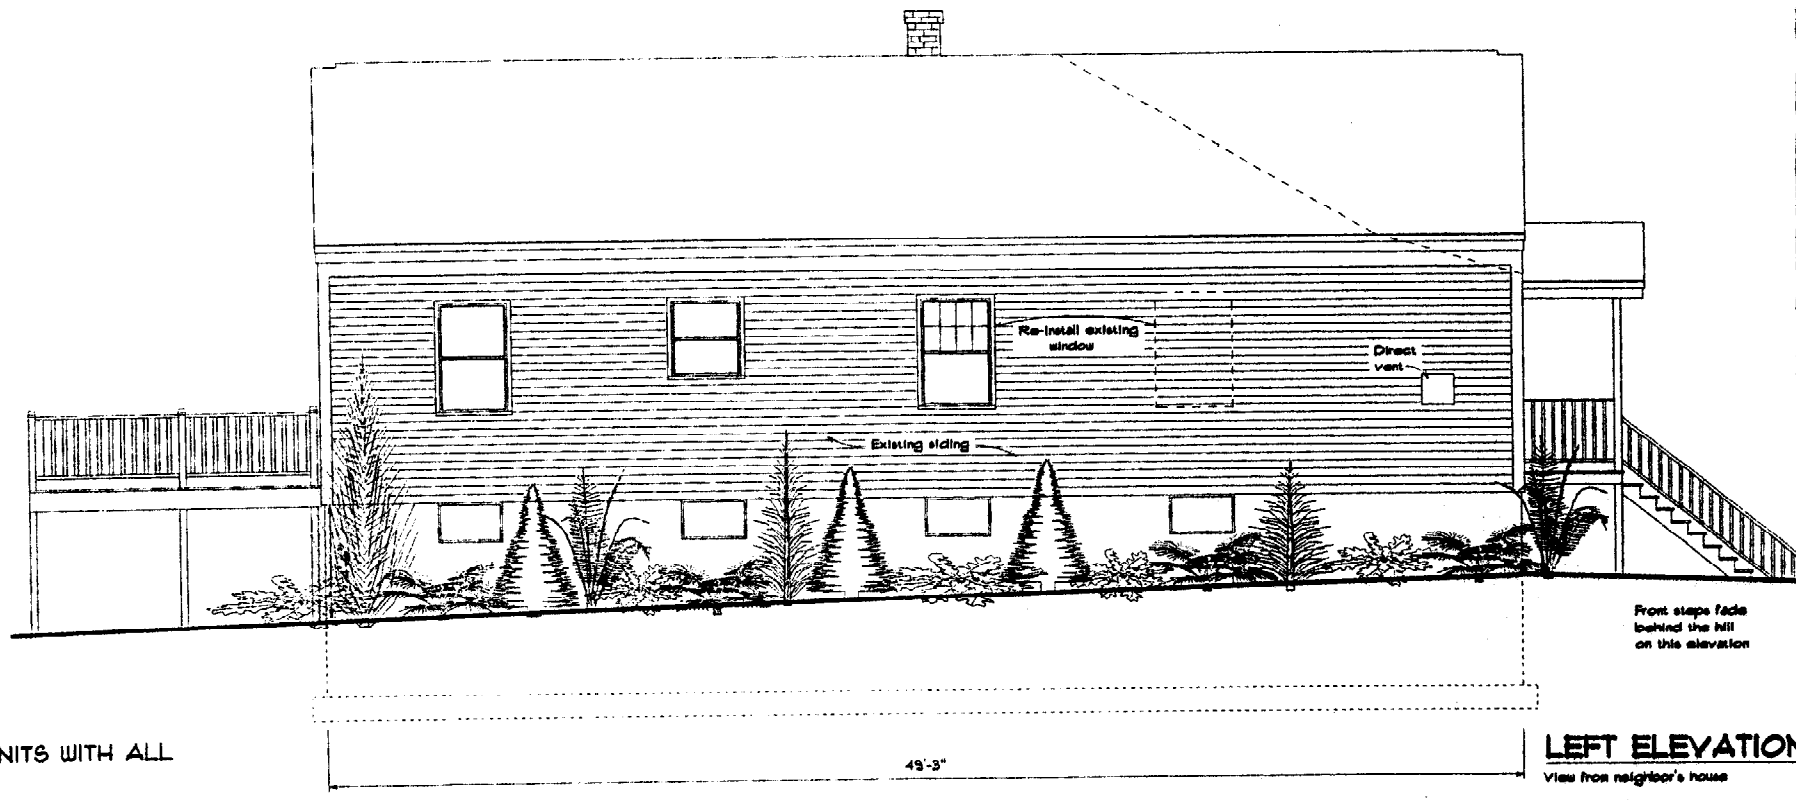 Re-install existing
window
Direct
vent
Existing siding
Front steps fade
behind the hill
on this elevation
NITS WITH ALL
49'-3"
LEFT ELEVATION
View from neighbor's house